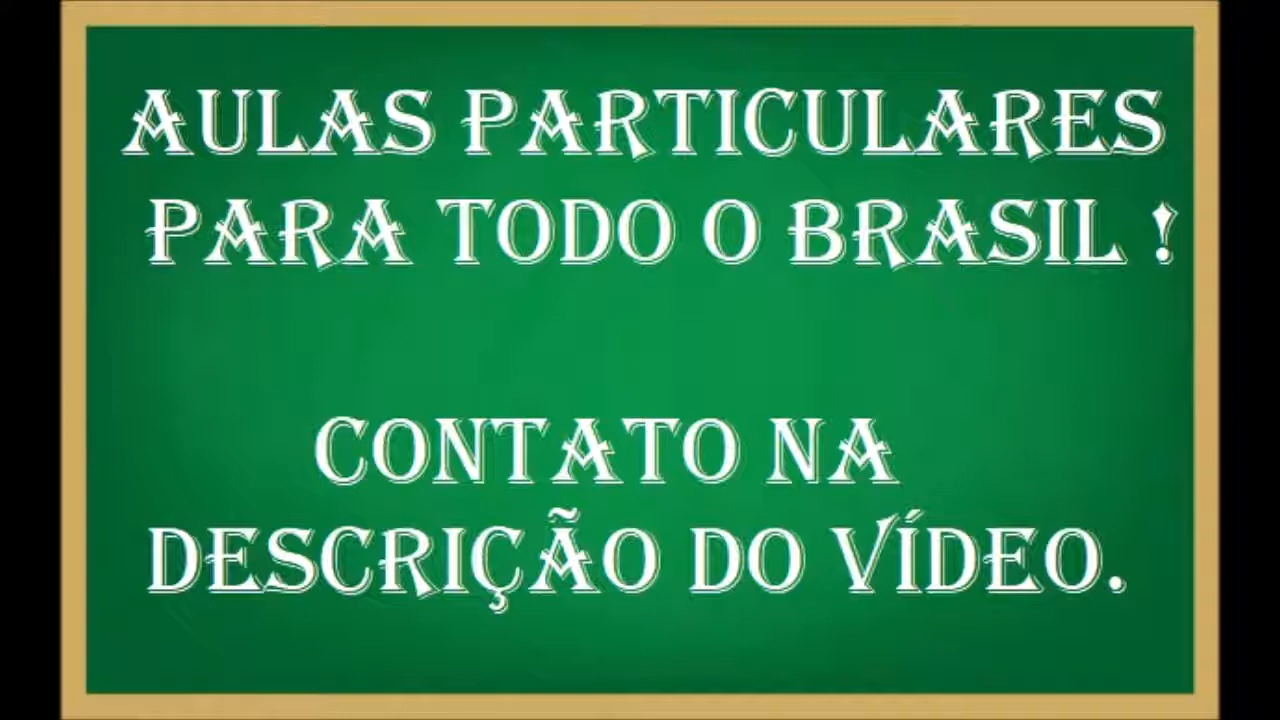 AULAS PARTICULARES
PARA TODO O BRASIL !
CONTATO NA
DESCRIÇÃO DO VÍDEO.